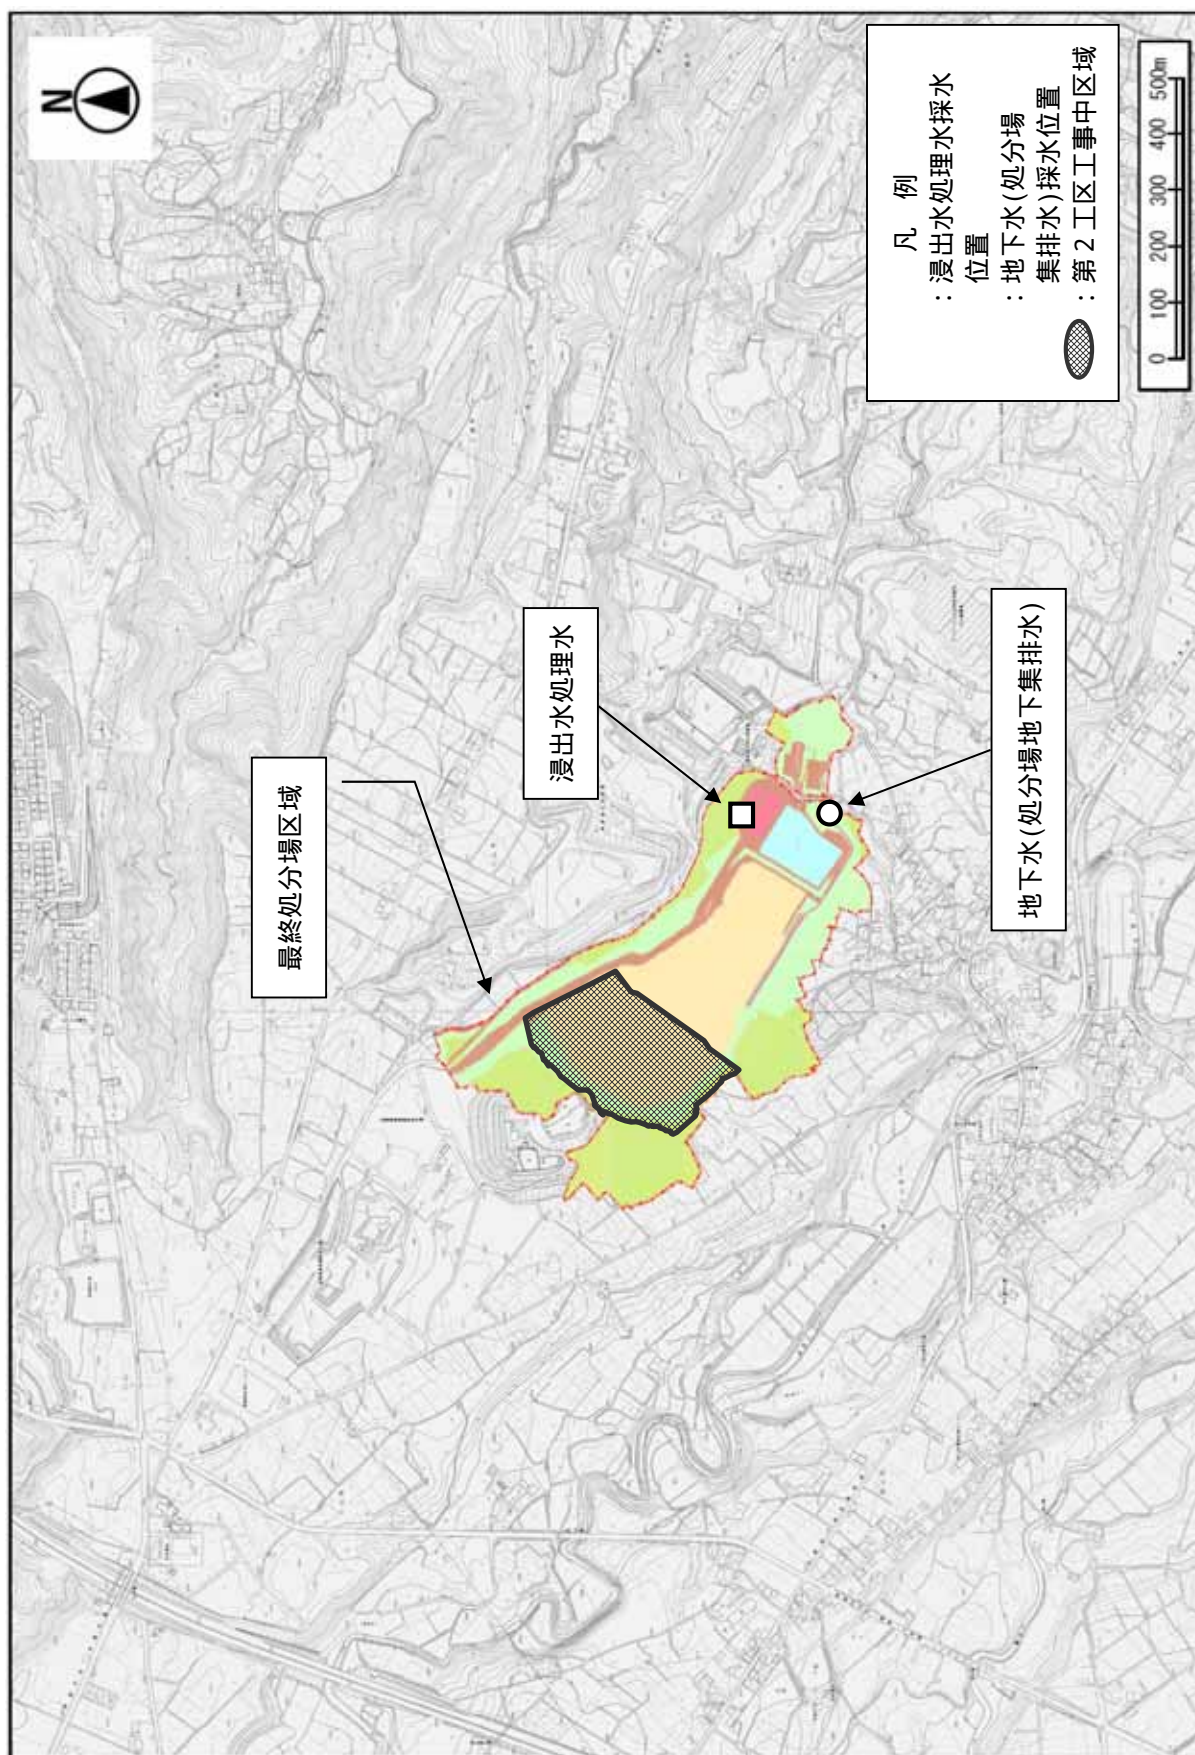 N
凡 例
：浸出水処理水採水
位置
：地下水(処分場
集排水)採水位置
：第２工区工事中区域
0 100 200 300 400 500m
最終処分場区域
浸出水処理水
地下水(処分場地下集排水)